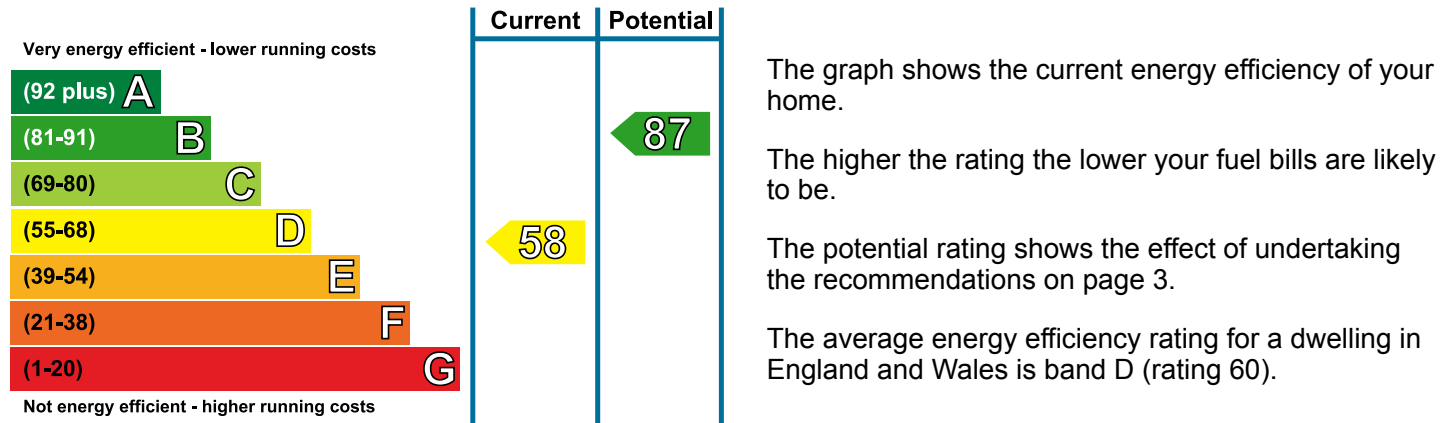 Current Potential
Very energy efficient - lower running costs
(92 plus) A
(81-91) B
87
(69-80) C
(55-68) D
58
(39-54) E
(21-38) F
(1-20) G
Not energy efficient - higher running costs
The graph shows the current energy efficiency of your
home.
The higher the rating the lower your fuel bills are likely
to be.
The potential rating shows the effect of undertaking
the recommendations on page 3.
The average energy efficiency rating for a dwelling in
England and Wales is band D (rating 60).